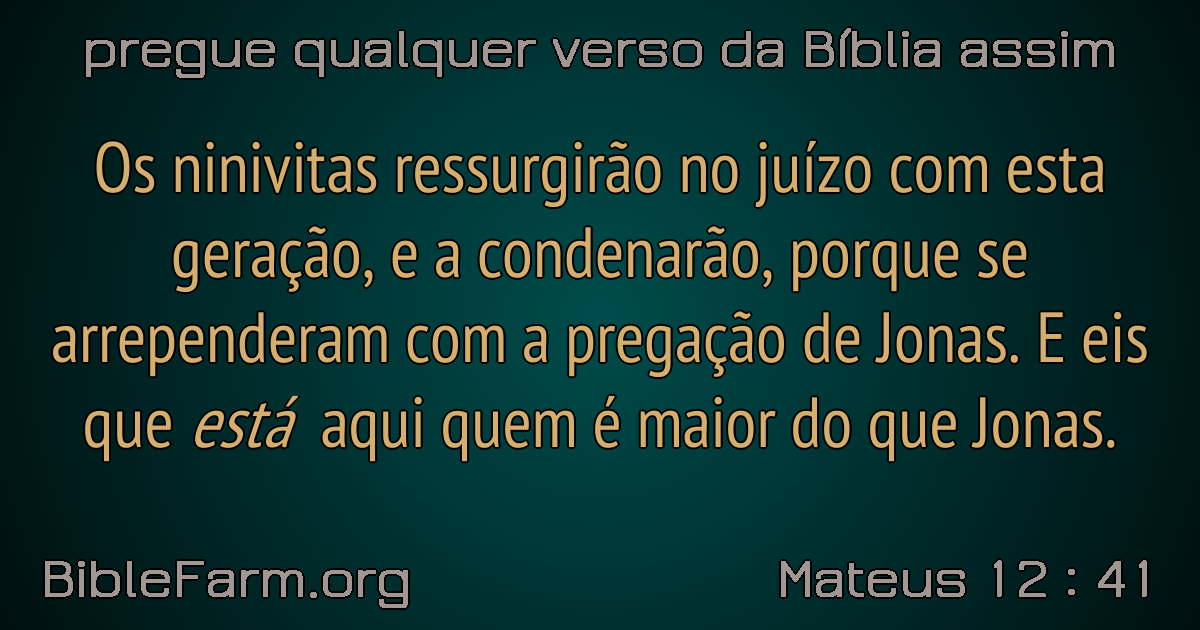 pregue qualquer verso da Bíblia assim
Os ninivitas ressurgirão no juízo com esta
geração, e a condenarão, porque se
arrependeram com a pregação de Jonas. E eis
que está aqui quem é maior do que Jonas.
BibleFarm.org
Mateus 12 : 41